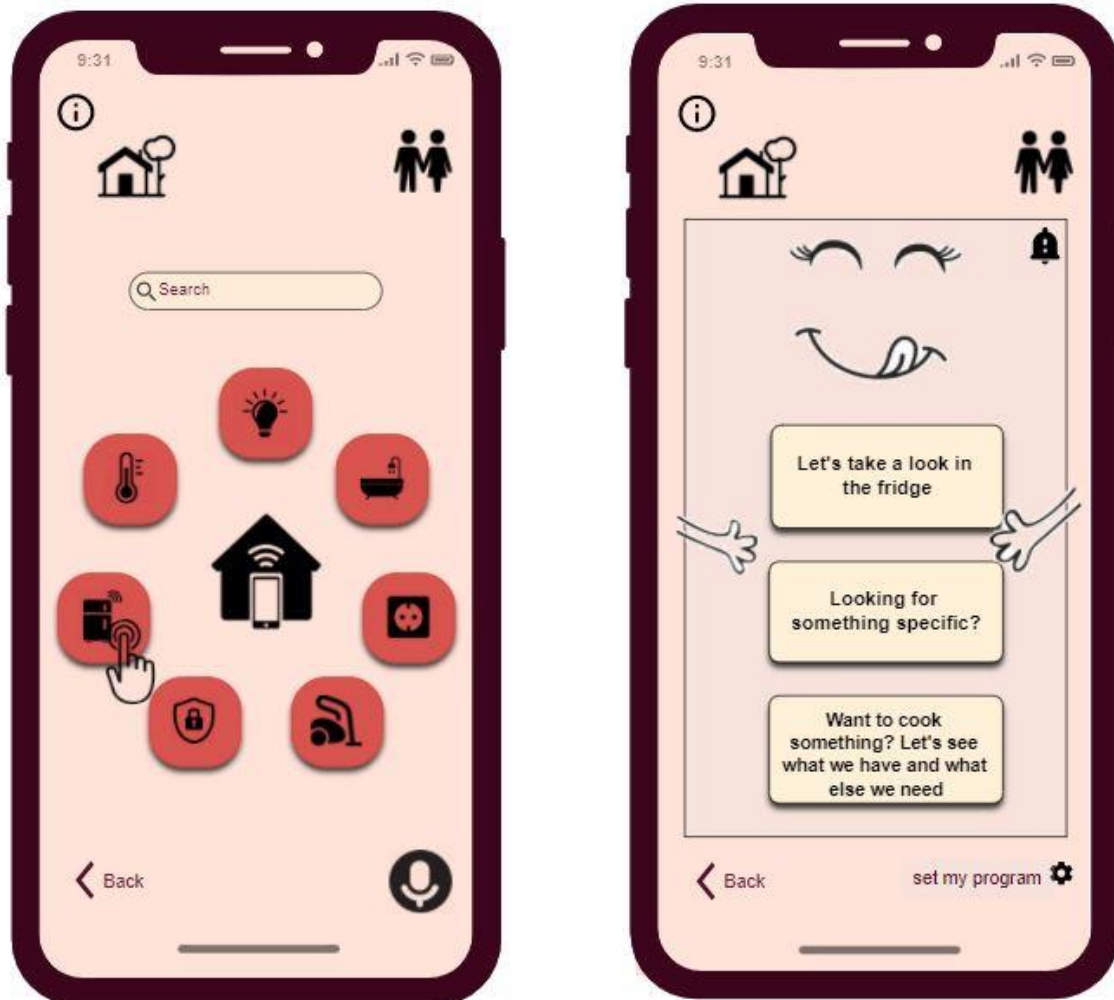 9:31
Search
Back
9:31
Let's take a look in
the fridge
Looking for
something specific?
Want to cook
something? Let's see
what we have and what
else we need
Back
set my program